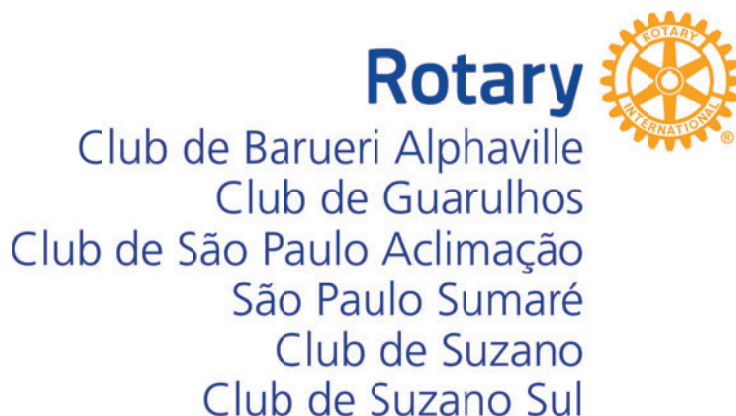 Rotary
ROTARY
INTERNATIONAL
®
Club de Barueri Alphaville
Club de Guarulhos
Club de São Paulo Aclimação
São Paulo Sumaré
Club de Suzano
Club de Suzano Sul